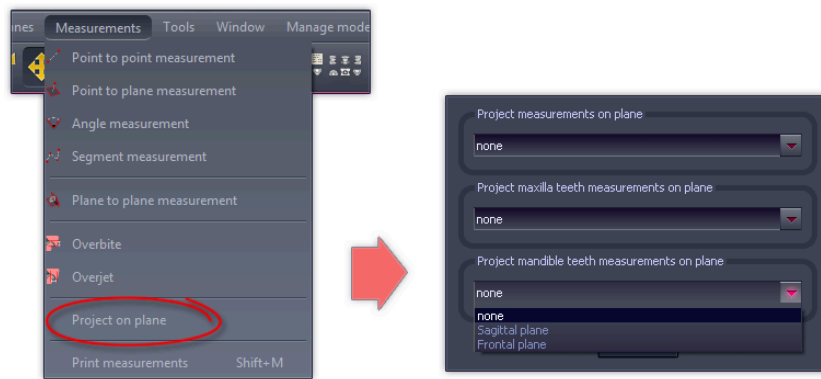 nes Measurements Tools Window Manage mode
Point to point measurement
Point to plane measurement
Angle measurement
Segment measurement
Plane to plane measurement
Overbite
Overjet
Project on plane
Print measurements Shift+M
Project measurements on plane
none
Project maxilla teeth measurements on plane
none
Project mandible teeth measurements on plane
none
none
Sagittal plane
Frontal plane